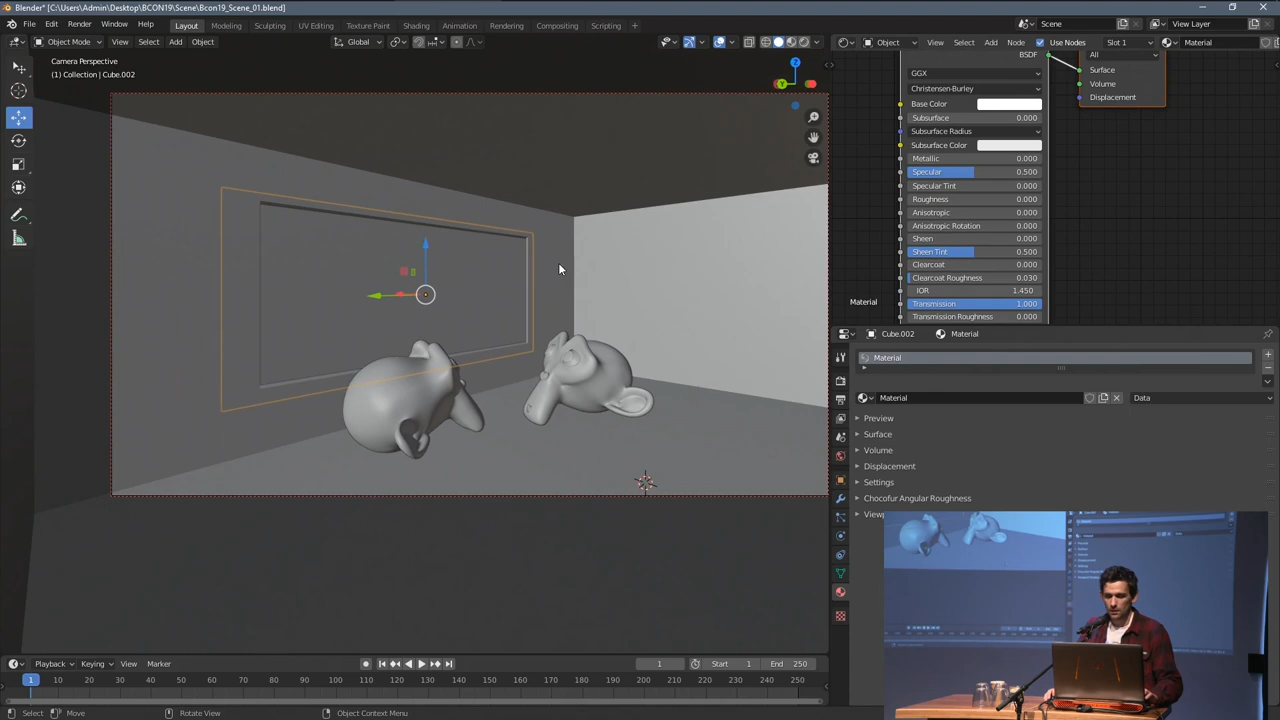 Blender* [C:\Users\Admin\Desktop\BCON19\Scene\Bcon19_Scene_01.blend]
File Edit Render Window Help Layout Modeling Sculpting UV Editing Texture Paint Shading Animation Rendering Compositing Scripting + Scene View Layer
Object Mode View Select Add Object Global Object View Select Add Node Use Nodes Slot 1 Material
Camera Perspective
(1) Collection | Cube.002
Z
Y
BSDF
GGX
Christensen-Burley
Base Color
Subsurface 0.000
Subsurface Radius
Subsurface Color
Metallic 0.000
Specular 0.500
Specular Tint 0.000
Roughness 0.000
Anisotropic 0.000
Anisotropic Rotation 0.000
Sheen 0.000
Sheen Tint 0.500
Clearcoat 0.000
Clearcoat Roughness 0.030
IOR 1.450
Transmission 1.000
Transmission Roughness 0.000
All
Surface
Volume
Displacement
Material
Cube.002 Material
Material
Material Data
Preview
Surface
Volume
Displacement
Settings
Chocofur Angular Roughness
Playback Keying View Marker 1 Start 1 End 250
1 10 20 30 40 50 60 70 80 90 100 110 120 130 140 150 160 170 180 190 200 210 220 230 240 250
Select Move Rotate View Object Context Menu